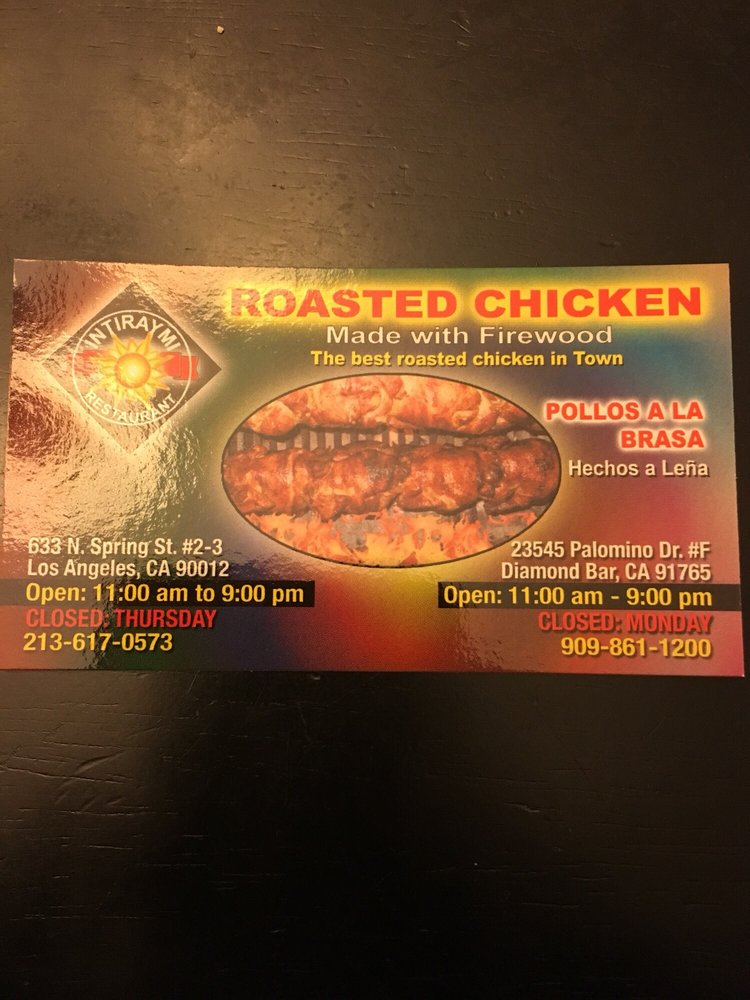 INTIRAYMI
RESTAURANT
ROASTED CHICKEN
Made with Firewood
The best roasted chicken in Town
POLLOS A LA
BRASA
Hechos a Leña
633 N. Spring St. #2-3
Los Angeles, CA 90012
Open: 11:00 am to 9:00 pm
CLOSED: THURSDAY
213-617-0573
23545 Palomino Dr. #F
Diamond Bar, CA 91765
Open: 11:00 am - 9:00 pm
CLOSED: MONDAY
909-861-1200